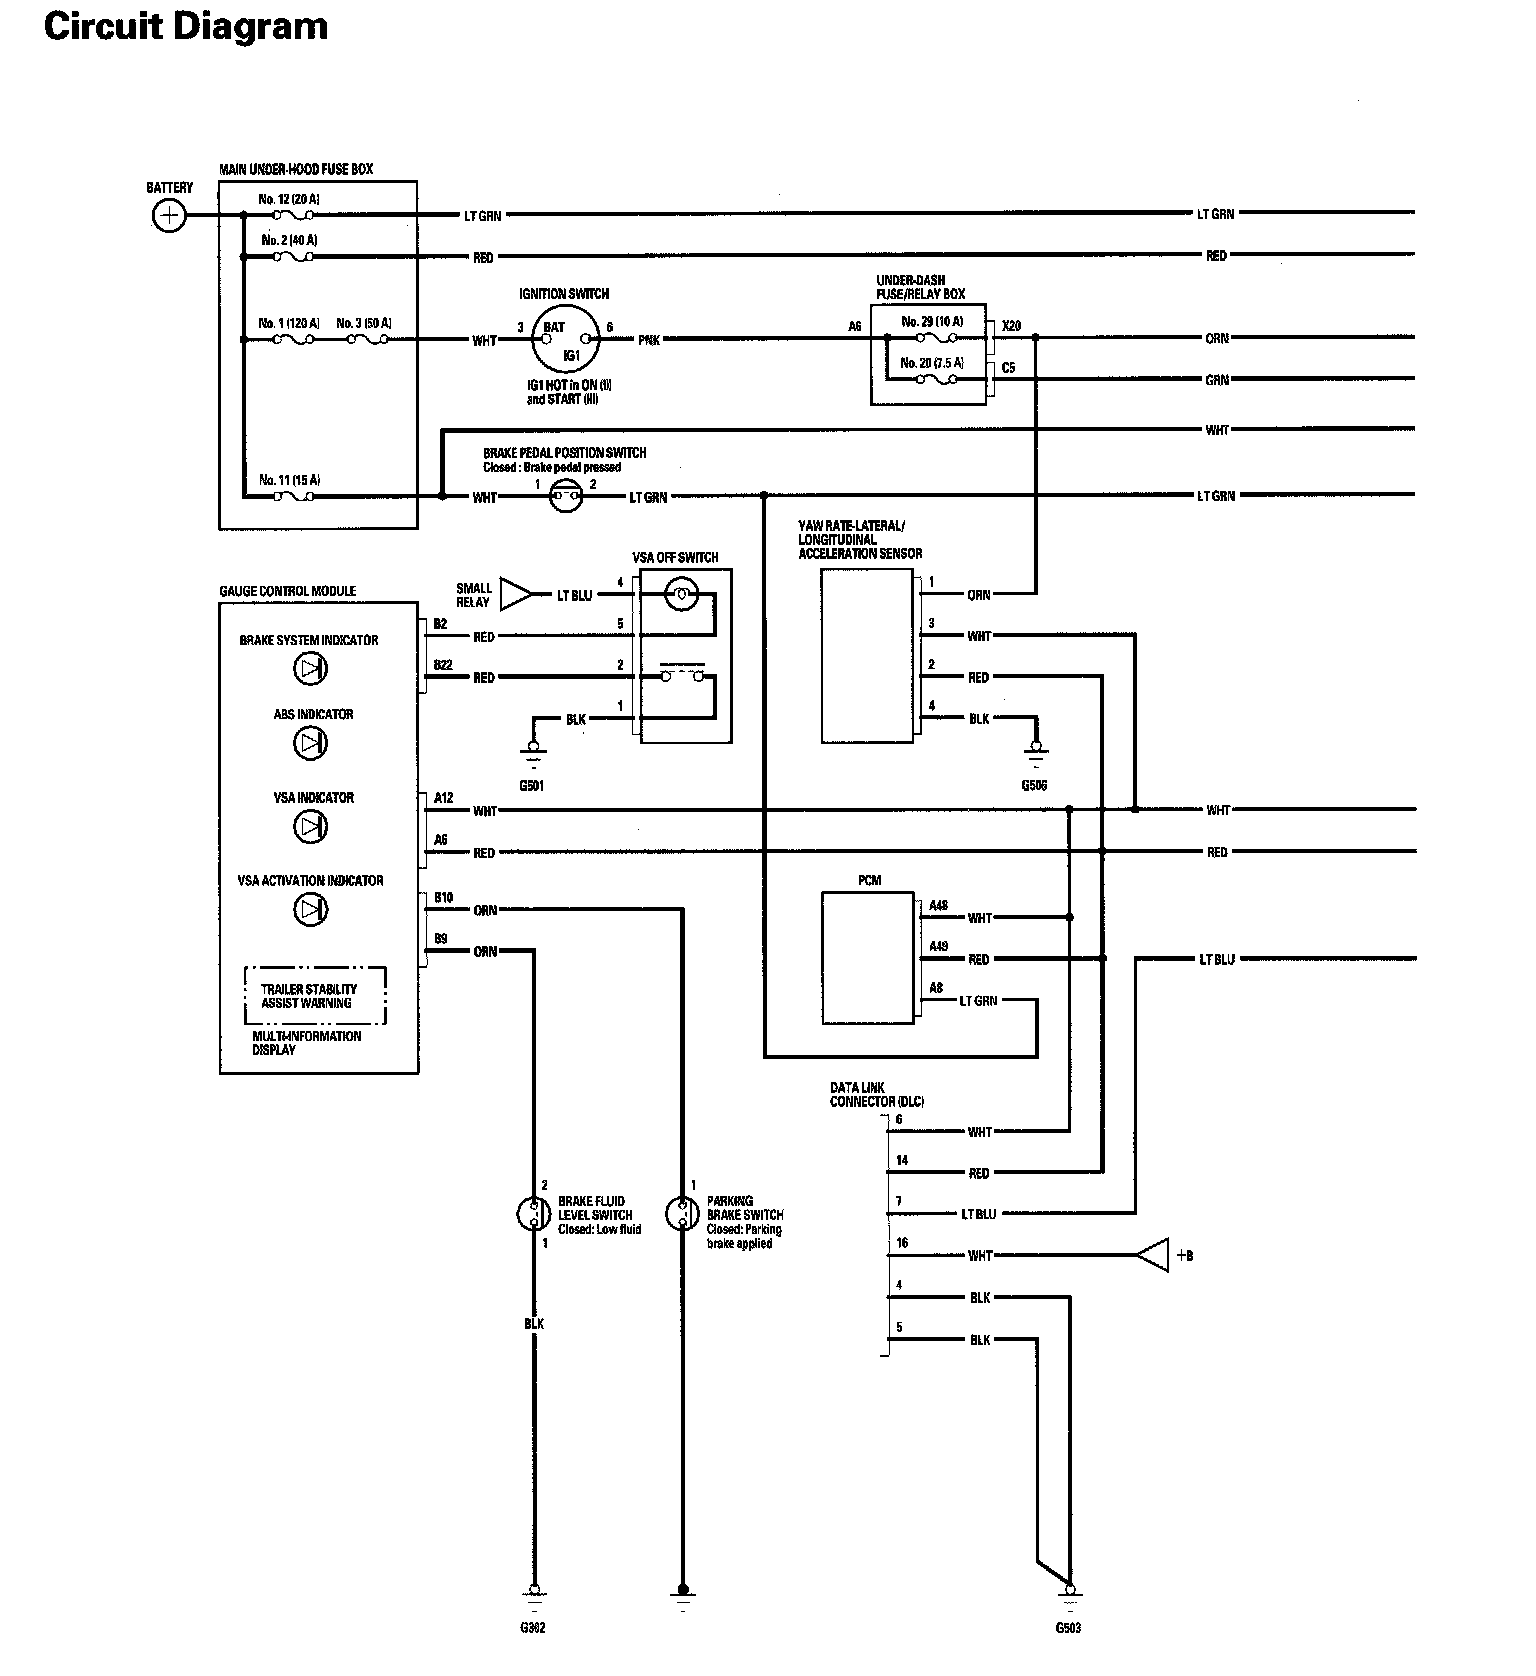 Circuit Diagram
MAIN UNDER-HOOD FUSE BOX
BATTERY
No. 12 (20 A)
LT GRN
LT GRN
No. 2 (40 A)
RED
RED
IGNITION SWITCH
UNDER-DASH
FUSE/RELAY BOX
No. 1 (120 A)
No. 3 (50 A)
WHT
3
BAT
6
IG1
PNK
A6
No. 29 (10 A)
X20
ORN
No. 20 (7.5 A)
C5
GRN
IG1 HOT in ON (II)
and START (III)
WHT
BRAKE PEDAL POSITION SWITCH
Closed : Brake pedal pressed
No. 11 (15 A)
WHT
1
2
LT GRN
LT GRN
YAW RATE-LATERAL/
LONGITUDINAL
ACCELERATION SENSOR
VSA OFF SWITCH
SMALL
RELAY
LT BLU
4
1
ORN
GAUGE CONTROL MODULE
B2
RED
5
3
WHT
BRAKE SYSTEM INDICATOR
B22
RED
2
2
RED
ABS INDICATOR
BLK
1
4
BLK
G501
G506
VSA INDICATOR
A12
WHT
WHT
A6
RED
RED
VSA ACTIVATION INDICATOR
PCM
B10
ORN
A48
WHT
B9
ORN
A49
RED
LT BLU
TRAILER STABILITY
ASSIST WARNING
A8
LT GRN
MULTI-INFORMATION
DISPLAY
DATA LINK
CONNECTOR (DLC)
6
WHT
14
RED
2
BRAKE FLUID
LEVEL SWITCH
Closed: Low fluid
1
1
PARKING
BRAKE SWITCH
Closed: Parking
brake applied
7
LT BLU
16
WHT
+B
4
BLK
BLK
5
BLK
G302
G503